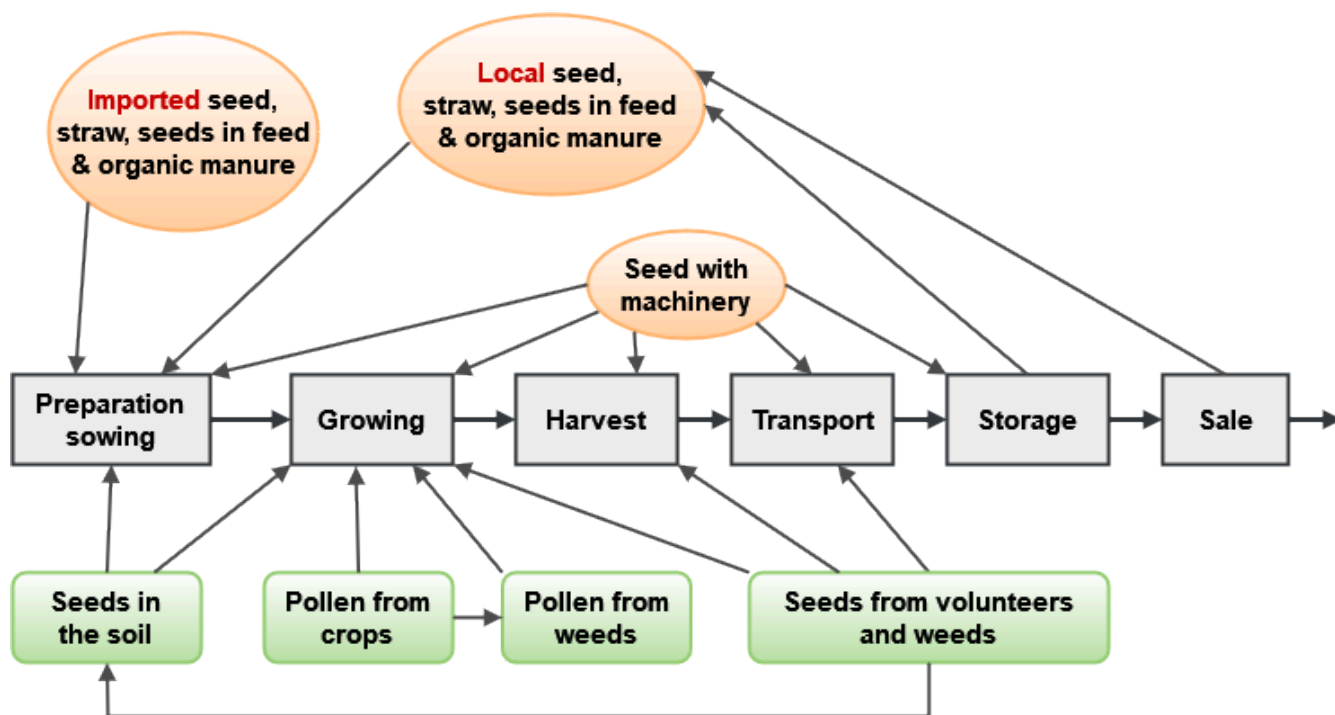 Imported seed,
straw, seeds in feed
& organic manure
Local seed,
straw, seeds in feed
& organic manure
Seed with
machinery
Preparation
sowing
Growing
Harvest
Transport
Storage
Sale
Seeds in
the soil
Pollen from
crops
Pollen from
weeds
Seeds from volunteers
and weeds